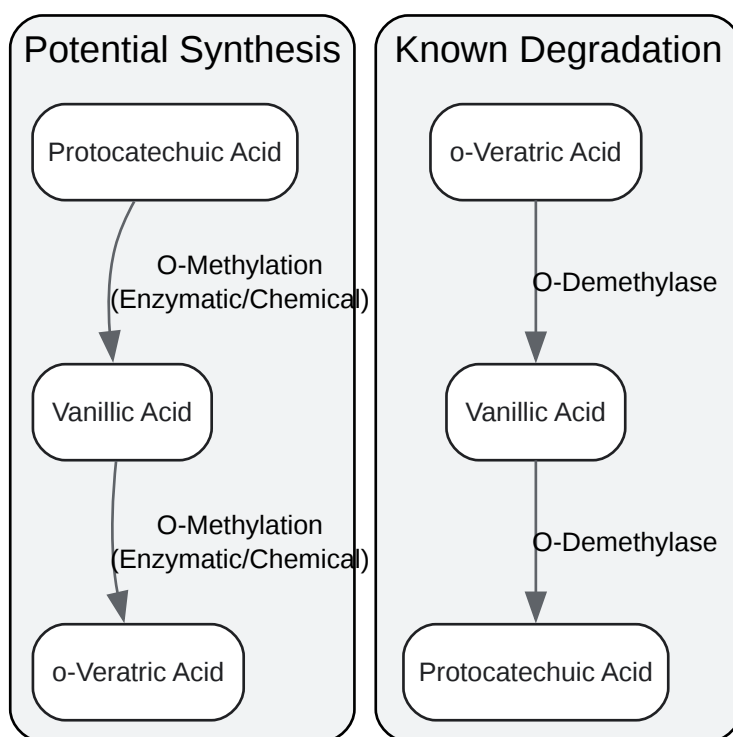 Potential Synthesis
Protocatechuic Acid
O-Methylation
(Enzymatic/Chemical)
Vanillic Acid
O-Methylation
(Enzymatic/Chemical)
o-Veratric Acid
Known Degradation
o-Veratric Acid
O-Demethylase
Vanillic Acid
O-Demethylase
Protocatechuic Acid